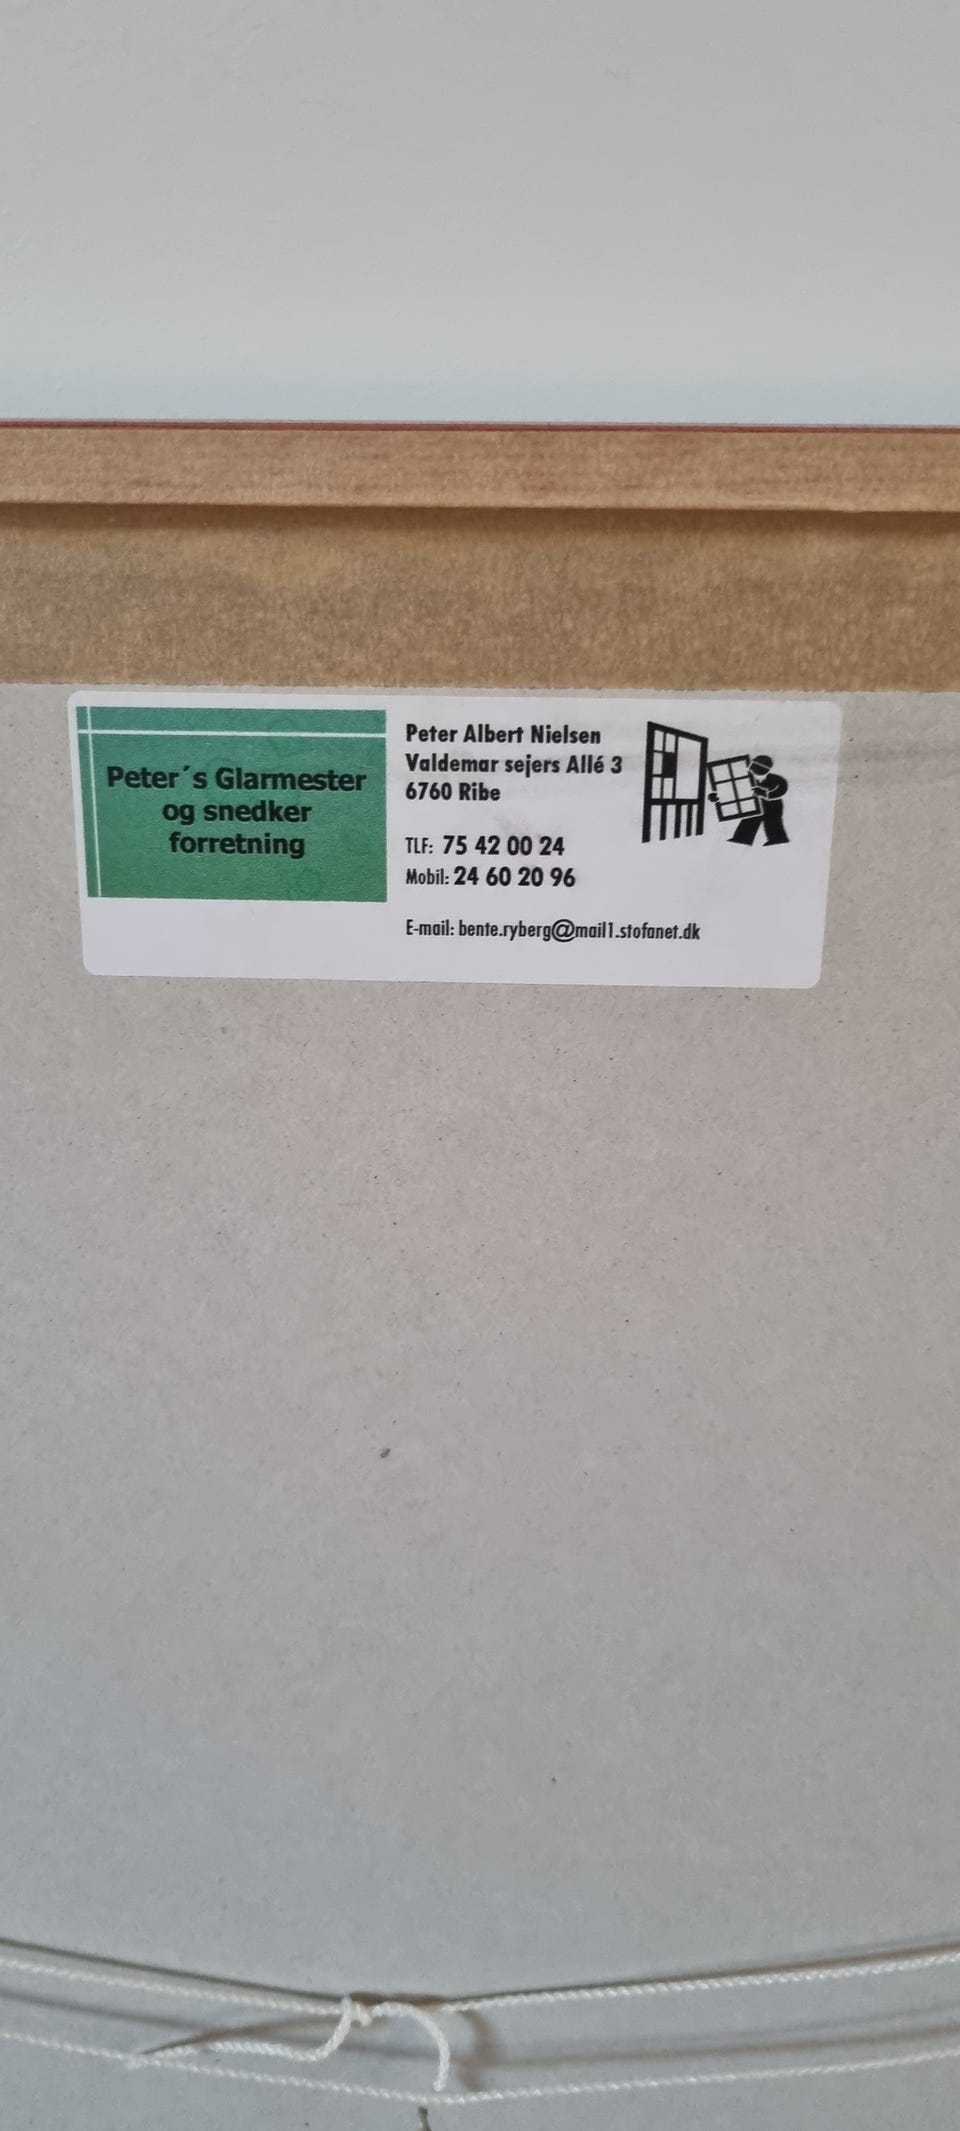 Peter´s Glarmester
og snedker
forretning
Peter Albert Nielsen
Valdemar sejers Allé 3
6760 Ribe
TLF: 75 42 00 24
Mobil: 24 60 20 96
E-mail: bente.ryberg@mail1.stofanet.dk